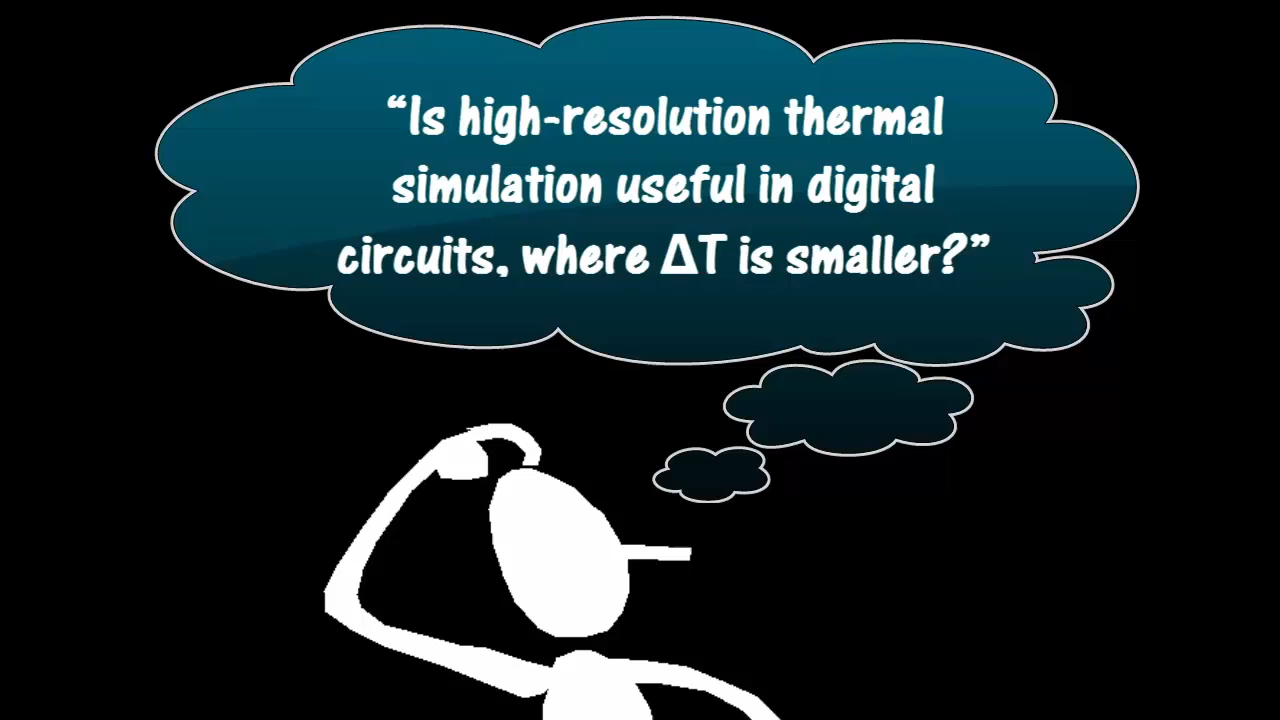 “Is high-resolution thermal
simulation useful in digital
circuits, where ΔT is smaller?”